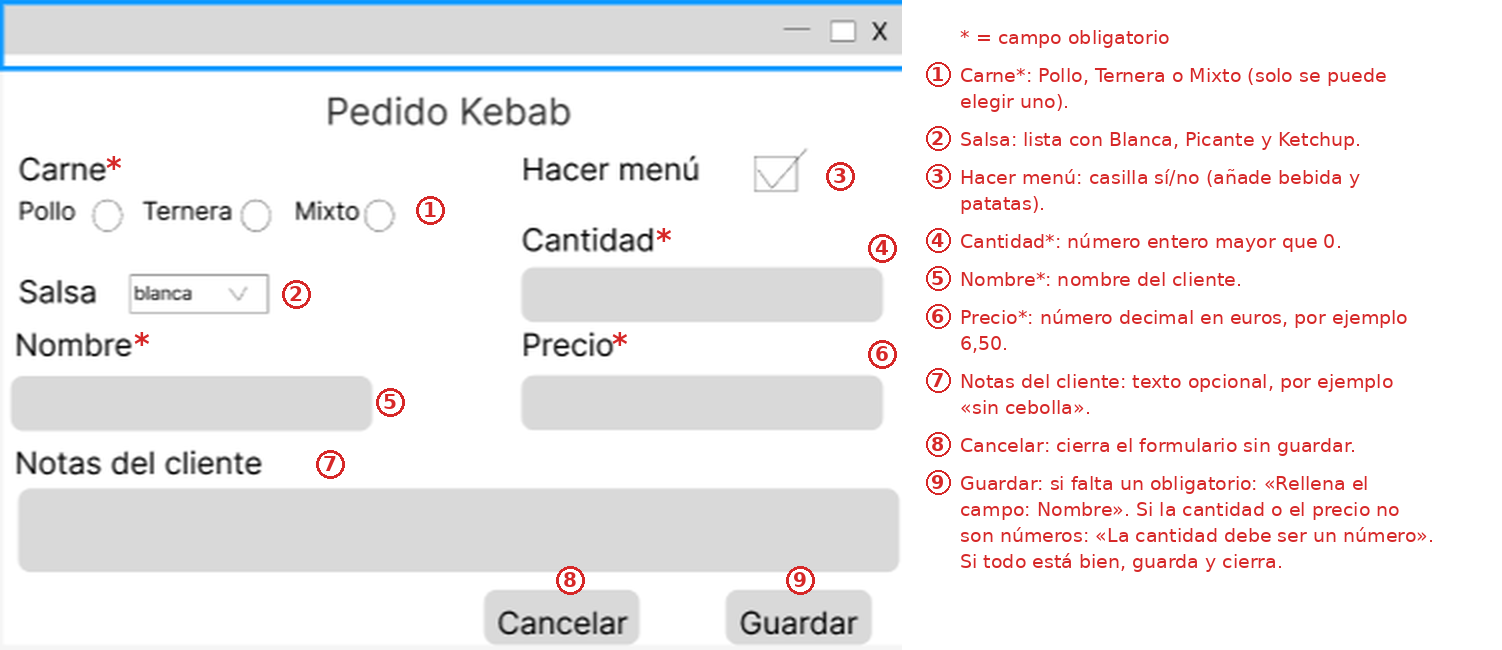 X
Pedido Kebab
Carne*
Pollo Ternera Mixto 1
Hacer menú 3
Cantidad* 4
Salsa blanca 2
Nombre*
5
Precio* 6
Notas del cliente 7
8
Cancelar
9
Guardar
* = campo obligatorio
1 Carne*: Pollo, Ternera o Mixto (solo se puede
elegir uno).
2 Salsa: lista con Blanca, Picante y Ketchup.
3 Hacer menú: casilla sí/no (añade bebida y
patatas).
4 Cantidad*: número entero mayor que 0.
5 Nombre*: nombre del cliente.
6 Precio*: número decimal en euros, por ejemplo
6,50.
7 Notas del cliente: texto opcional, por ejemplo
«sin cebolla».
8 Cancelar: cierra el formulario sin guardar.
9 Guardar: si falta un obligatorio: «Rellena el
campo: Nombre». Si la cantidad o el precio no
son números: «La cantidad debe ser un número».
Si todo está bien, guarda y cierra.